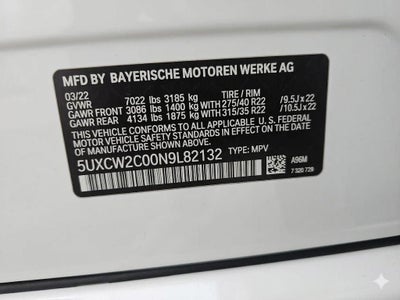 MFD BY BAYERISCHE MOTOREN WERKE AG
03/22
GVWR 7022 lbs 3185 kg TIRE / RIM
GAWR FRONT 3086 lbs 1400 kg 275/40 R22 /9.5J x 22
GAWR REAR 4134 lbs 1875 kg 315/35 R22 /10.5J x 22
THIS VEHICLE CONFORMS TO ALL APPLICABLE U. S. FEDERAL
MOTOR VEHICLE SAFETY STANDARDS IN EFFECT
ON THE DATE OF MANUFACTURE SHOWN ABOVE.
5UXCW2C00N9L82132 TYPE: MPV
A96M
7 320 729